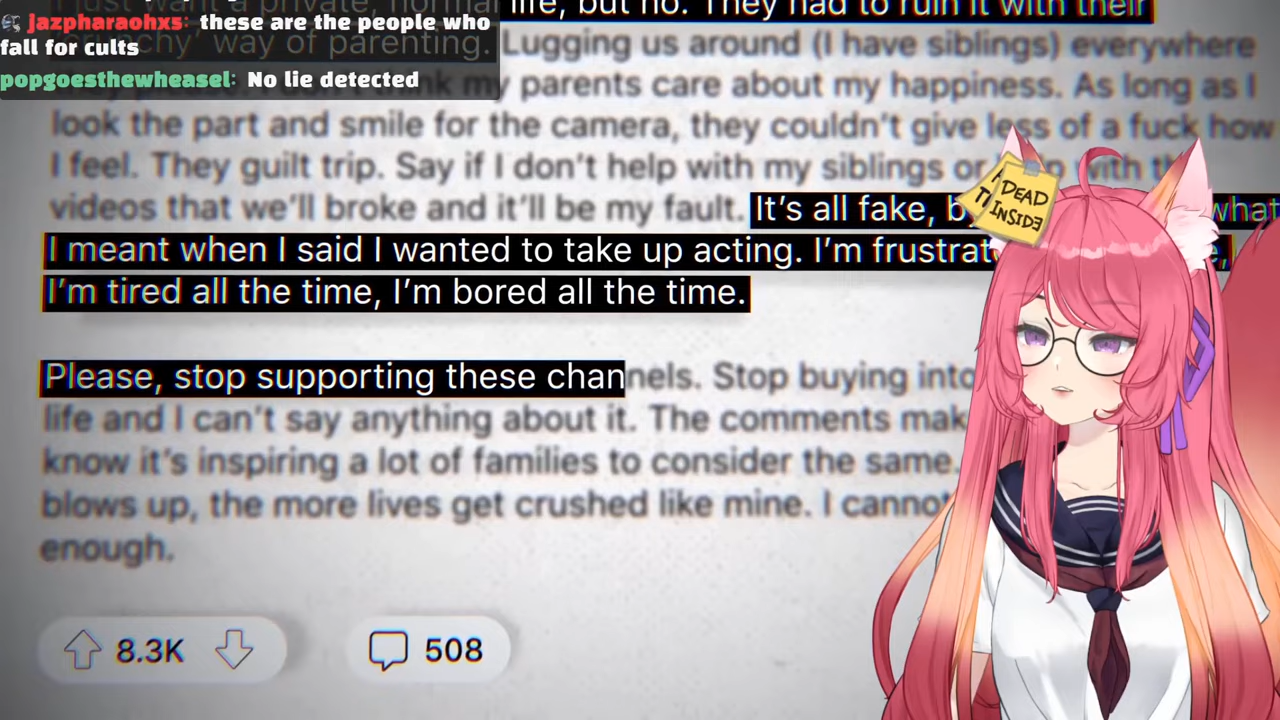 jazpharaohxs: these are the people who
fall for cults
popgoesthewheasel: No lie detected
life, but no. They had to ruin it with their
way of parenting. Lugging us around (I have siblings) everywhere
my parents care about my happiness. As long as I
look the part and smile for the camera, they couldn't give less of a fuck how
I feel. They guilt trip. Say if I don't help with my siblings or
videos that we'll broke and it'll be my fault. It's all fake, what
I meant when I said I wanted to take up acting. I'm
I'm tired all the time, I'm bored all the time.
Please, stop supporting these channels. Stop buying into
life and I can't say anything about it. The comments
know it's inspiring a lot of families to consider the same.
blows up, the more lives get crushed like mine. I cannot
enough.
8.3K
508
DEAD
INSIDE